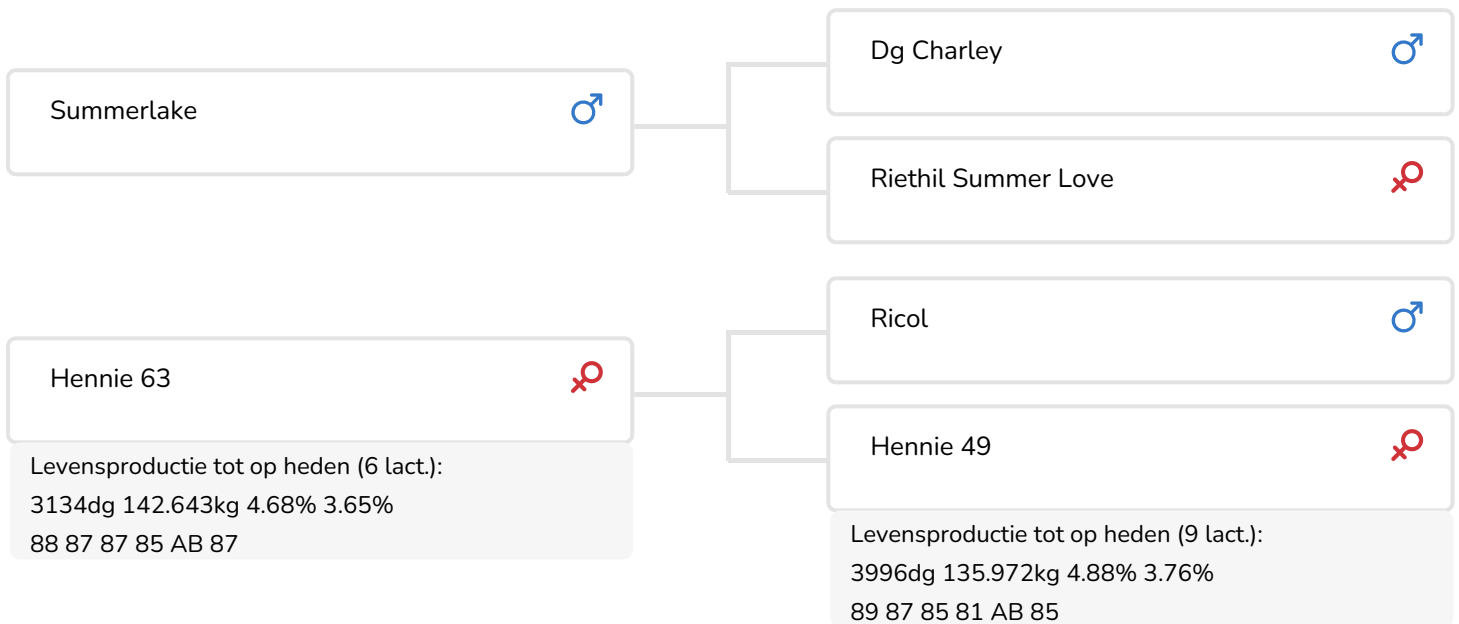 Summerlake
Dg Charley
Riethil Summer Love
Hennie 63
Levensproductie tot op heden (6 lact.):
3134dg 142.643kg 4.68% 3.65%
88 87 87 85 AB 87
Ricol
Hennie 49
Levensproductie tot op heden (9 lact.):
3996dg 135.972kg 4.88% 3.76%
89 87 85 81 AB 85